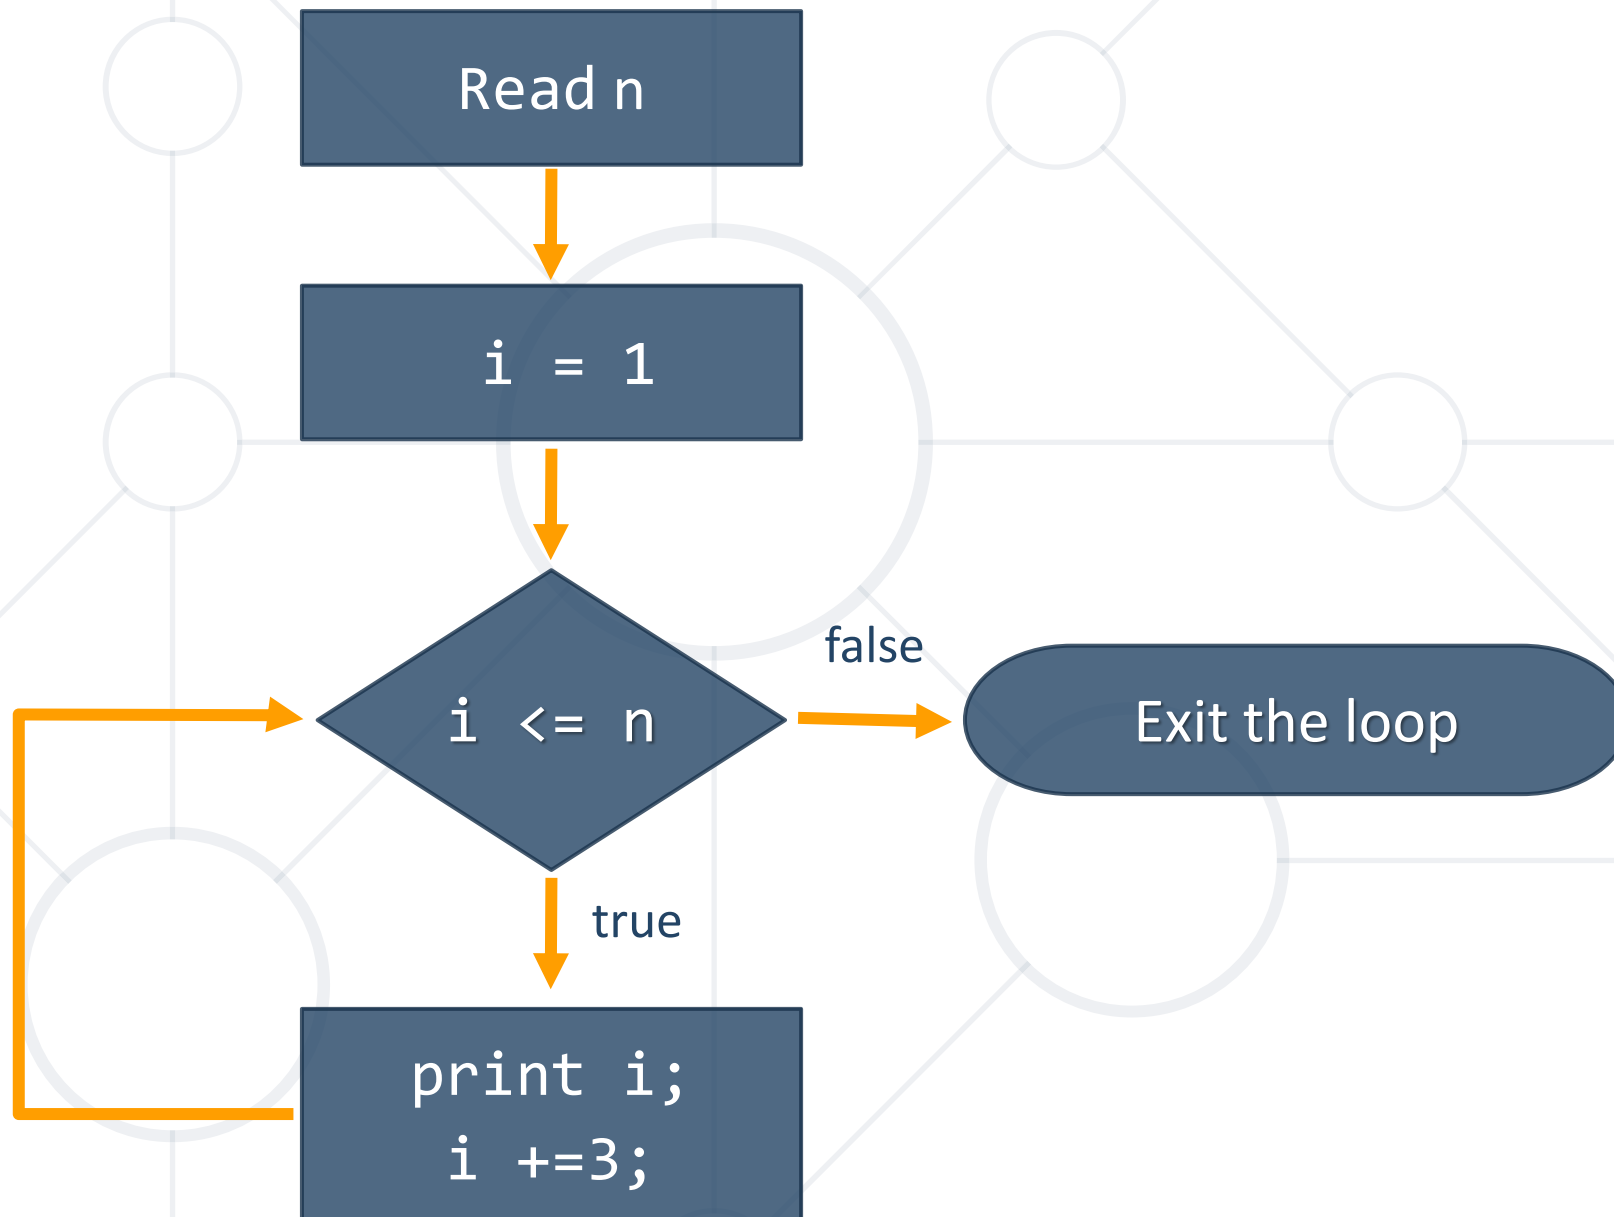 Read n
i = 1
i <= n
false
Exit the loop
true
print i;
i +=3;